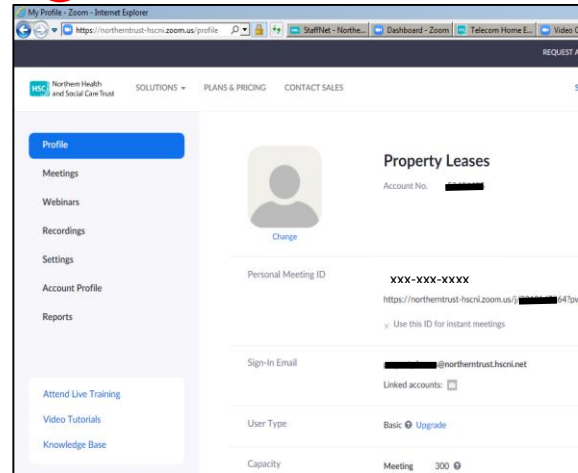 My Profile - Zoom - Internet Explorer
https://northerntrust-hscni.zoom.us/profile
StaffNet - Northe...
Dashboard - Zoom
Telecom Home E...
Video C
REQUEST A
HSC Northern Health and Social Care Trust
SOLUTIONS
PLANS & PRICING
CONTACT SALES
S
Profile
Meetings
Webinars
Recordings
Settings
Account Profile
Reports
Attend Live Training
Video Tutorials
Knowledge Base
Change
Property Leases
Account No.
Personal Meeting ID
xxx-xxx-xxxx
https://northerntrust-hscni.zoom.us/j/ 64?pw
× Use this ID for instant meetings
Sign-In Email
@northerntrust.hscni.net
Linked accounts:
User Type
Basic Upgrade
Capacity
Meeting 300